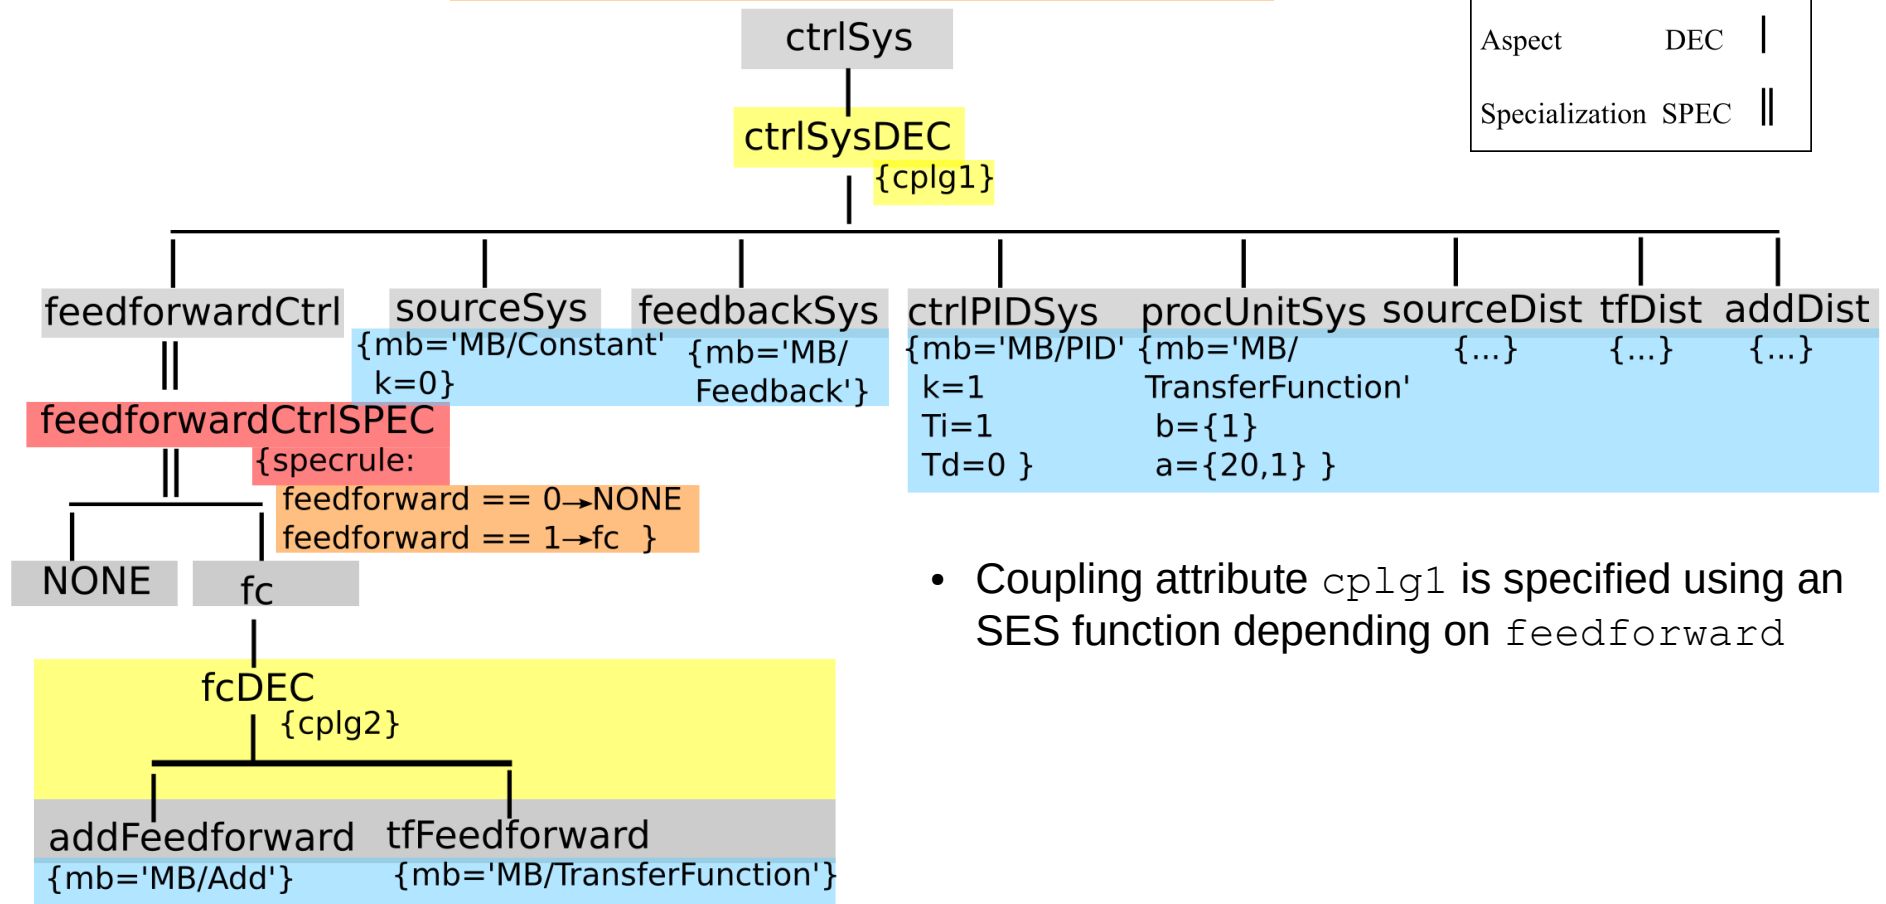 ctrlSys
Aspect DEC
Specialization SPEC
ctrlSysDEC
{cplg1}
feedforwardCtrl
sourceSys
{mb='MB/Constant'
k=0}
feedbackSys
{mb='MB/
Feedback'}
ctrlPIDSys
{mb='MB/PID'
k=1
Ti=1
Td=0 }
procUnitSys
{mb='MB/
TransferFunction'
b={1}
a={20,1} }
sourceDist
{...}
tfDist
{...}
addDist
{...}
feedforwardCtrlSPEC
{specrule:
feedforward == 0→NONE
feedforward == 1→fc }
NONE
fc
fcDEC
{cplg2}
addFeedforward
{mb='MB/Add'}
tfFeedforward
{mb='MB/TransferFunction'}
• Coupling attribute cplg1 is specified using an
SES function depending on feedforward